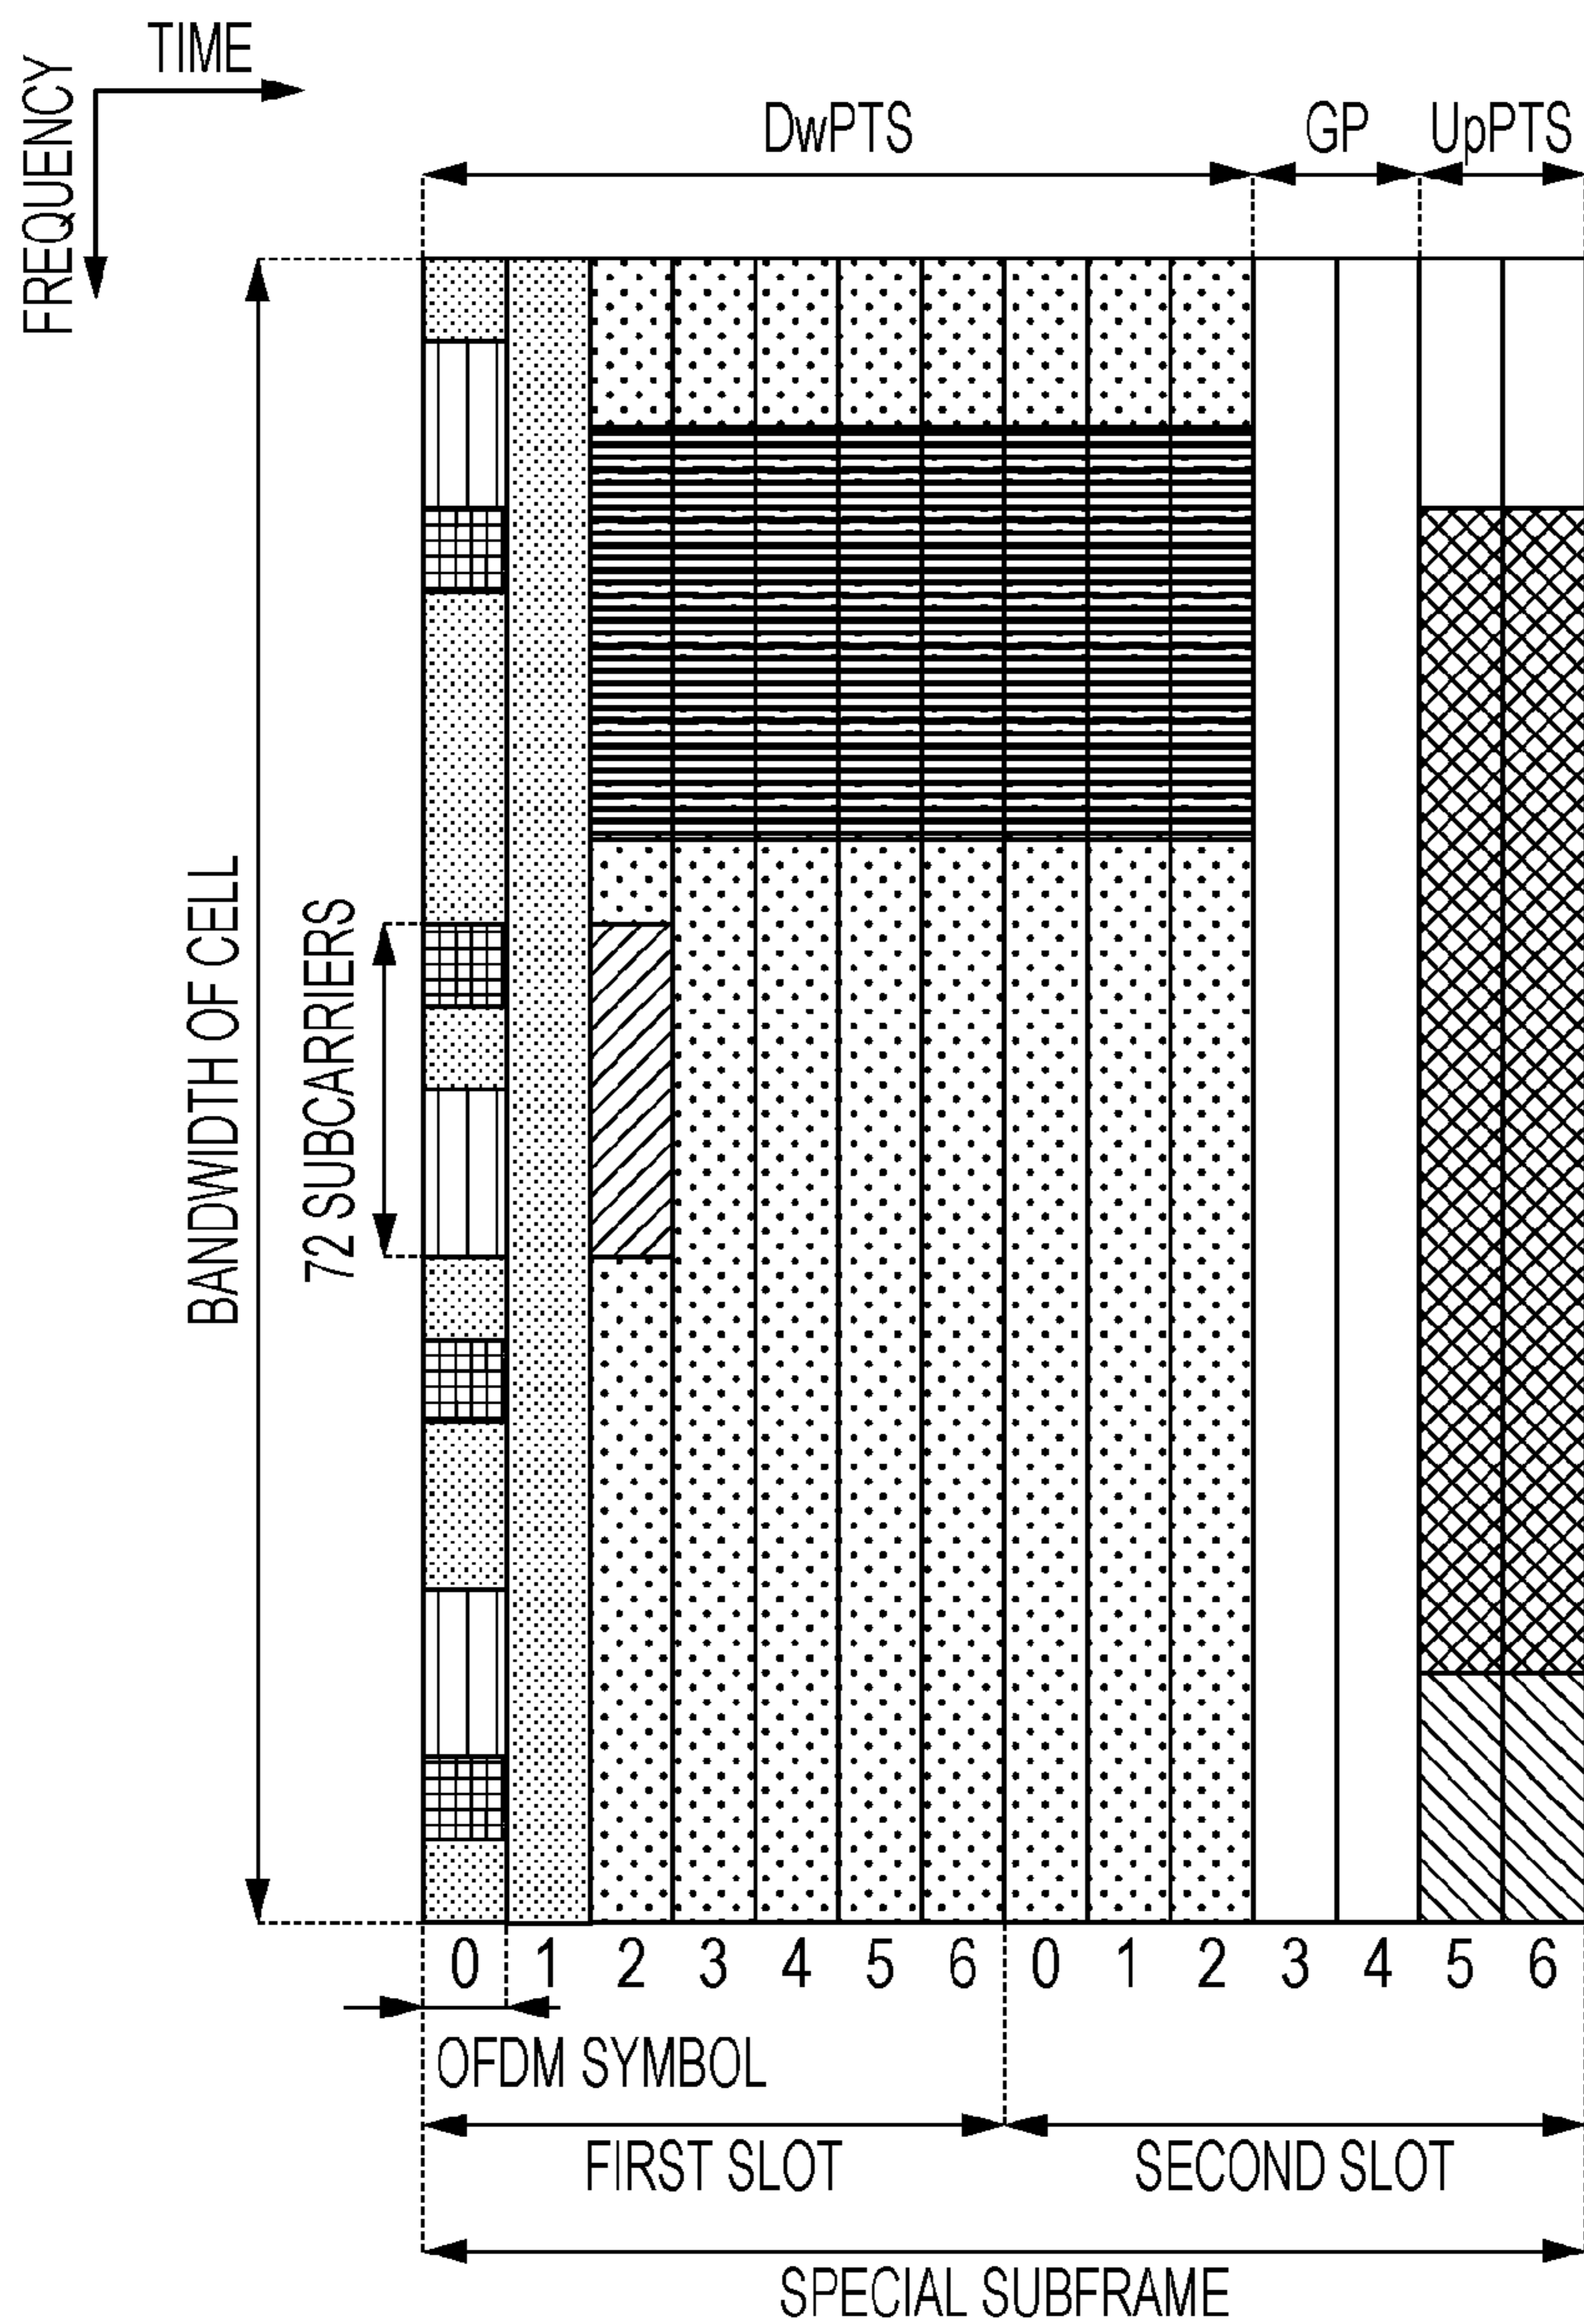 TIME
FREQUENCY
DwPTS GP UpPTS
BANDWIDTH OF CELL
72 SUBCARRIERS
0 1 2 3 4 5 6 0 1 2 3 4 5 6
OFDM SYMBOL
FIRST SLOT SECOND SLOT
SPECIAL SUBFRAME